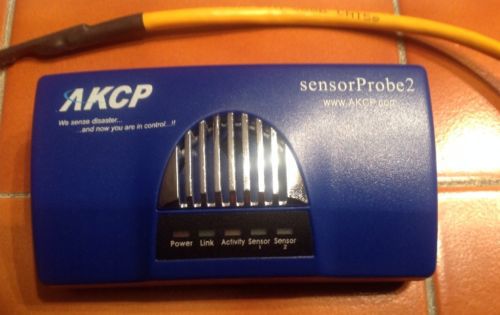 AKCP
We sense disaster...
...and now you are in control...!!
sensorProbe2
www.AKCP.com
Power Link Activity Sensor 1 Sensor 2